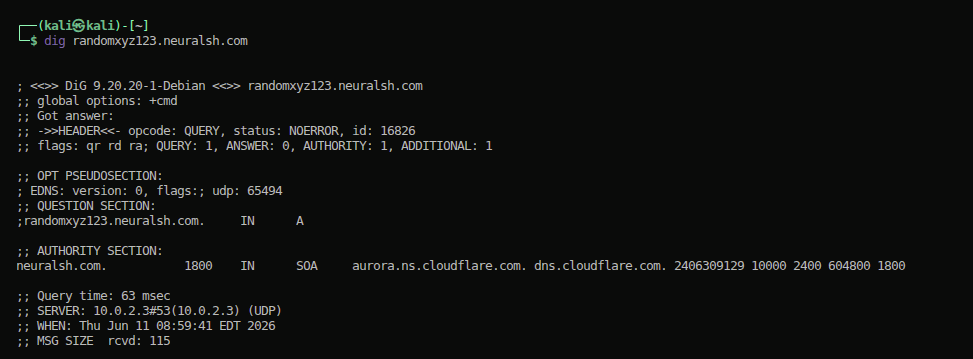 ┌──(kali㉿kali)-[~]
└─$ dig randomxyz123.neuralsh.com
; <<>> DiG 9.20.20-1-Debian <<>> randomxyz123.neuralsh.com
;; global options: +cmd
;; Got answer:
;; ->>HEADER<<- opcode: QUERY, status: NOERROR, id: 16826
;; flags: qr rd ra; QUERY: 1, ANSWER: 0, AUTHORITY: 1, ADDITIONAL: 1
;; OPT PSEUDOSECTION:
; EDNS: version: 0, flags:; udp: 65494
;; QUESTION SECTION:
;randomxyz123.neuralsh.com. IN A
;; AUTHORITY SECTION:
neuralsh.com. 1800 IN SOA aurora.ns.cloudflare.com. dns.cloudflare.com. 2406309129 10000 2400 604800 1800
;; Query time: 63 msec
;; SERVER: 10.0.2.3#53(10.0.2.3) (UDP)
;; WHEN: Thu Jun 11 08:59:41 EDT 2026
;; MSG SIZE  rcvd: 115